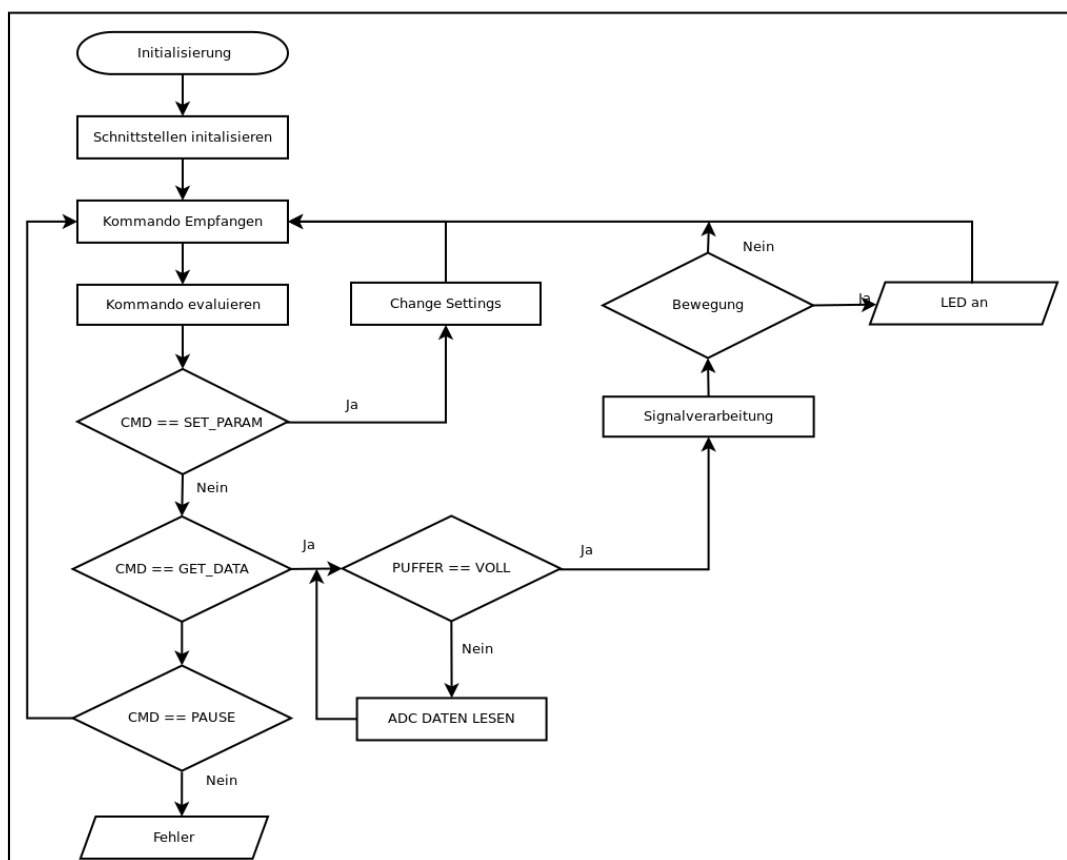 Initialisierung
Schnittstellen initalisieren
Kommando Empfangen
Kommando evaluieren
Change Settings
Nein
Bewegung
Ja
LED an
CMD == SET_PARAM
Ja
Signalverarbeitung
Nein
CMD == GET_DATA
Ja
PUFFER == VOLL
Ja
Nein
CMD == PAUSE
ADC DATEN LESEN
Nein
Fehler